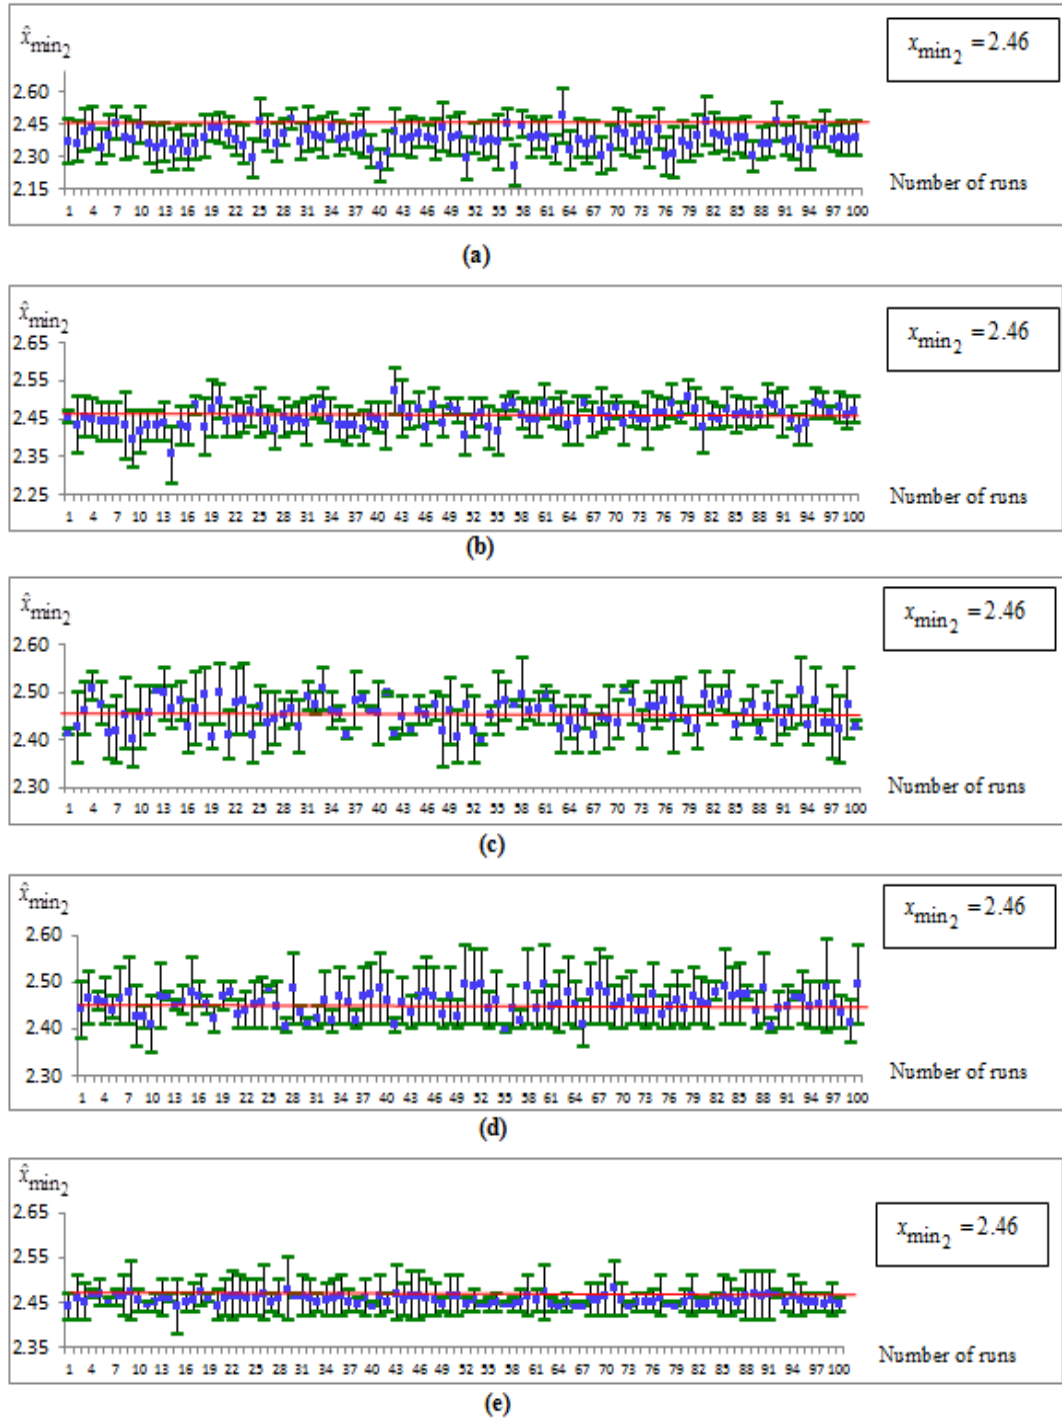 x̂min₂
xmin₂ = 2.46
2.60
2.45
2.30
2.15
1 4 7 10 13 16 19 22 25 28 31 34 37 40 43 46 49 52 55 58 61 64 67 70 73 76 79 82 85 88 91 94 97 100
Number of runs
(a)
x̂min₂
xmin₂ = 2.46
2.65
2.55
2.45
2.35
2.25
1 4 7 10 13 16 19 22 25 28 31 34 37 40 43 46 49 52 55 58 61 64 67 70 73 76 79 82 85 88 91 94 97 100
Number of runs
(b)
x̂min₂
xmin₂ = 2.46
2.60
2.50
2.40
2.30
1 4 7 10 13 16 19 22 25 28 31 34 37 40 43 46 49 52 55 58 61 64 67 70 73 76 79 82 85 88 91 94 97 100
Number of runs
(c)
x̂min₂
xmin₂ = 2.46
2.60
2.50
2.40
2.30
1 4 7 10 13 16 19 22 25 28 31 34 37 40 43 46 49 52 55 58 61 64 67 70 73 76 79 82 85 88 91 94 97 100
Number of runs
(d)
x̂min₂
xmin₂ = 2.46
2.65
2.55
2.45
2.35
1 4 7 10 13 16 19 22 25 28 31 34 37 40 43 46 49 52 55 58 61 64 67 70 73 76 79 82 85 88 91 94 97 100
Number of runs
(e)